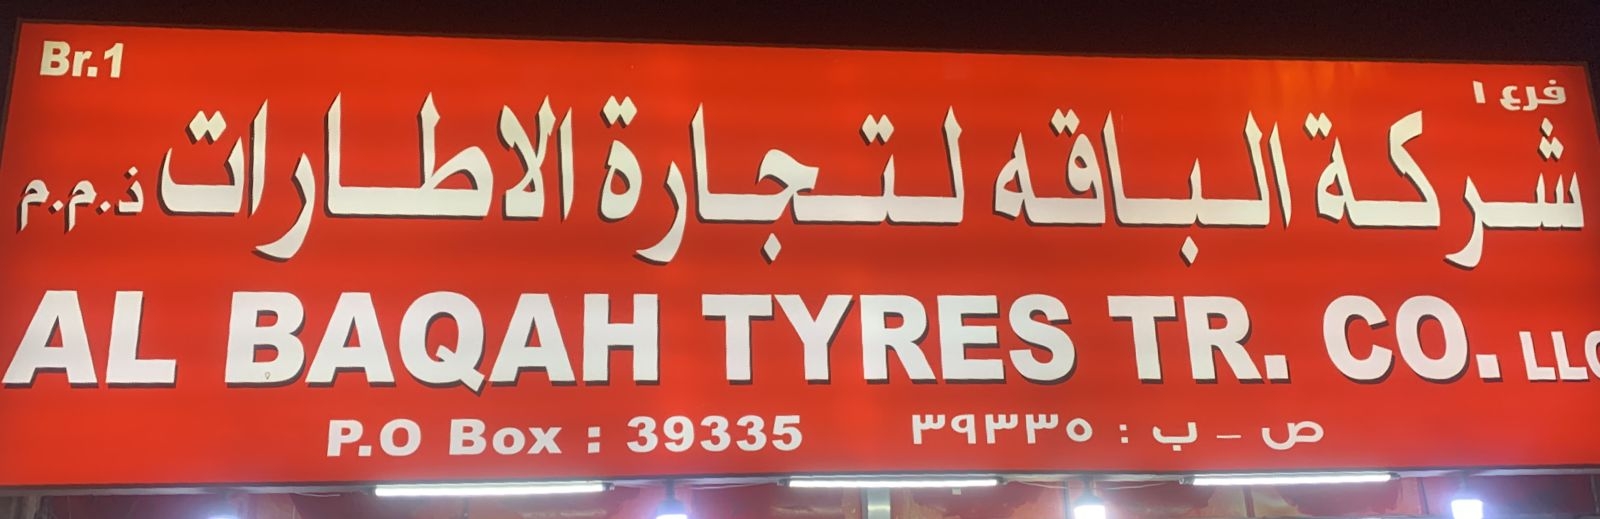 Br.1
فرع ١
شركة الباقه لتجارة الاطارات ذ.م.م
AL BAQAH TYRES TR. CO. LLC
P.O Box : 39335
ص - ب : ٣٩٣٣٥